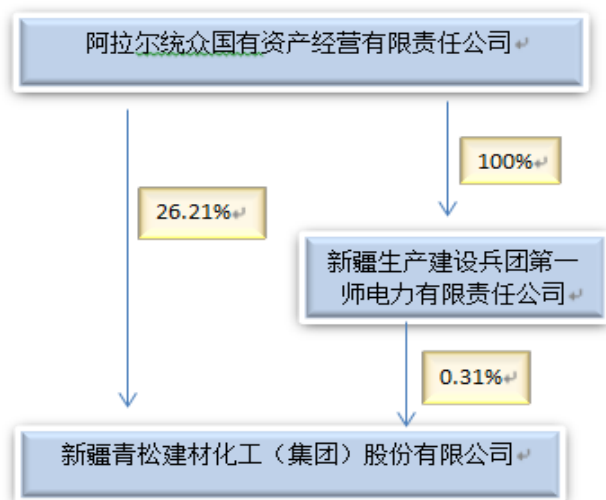 阿拉尔统众国有资产经营有限责任公司
100%
26.21%
新疆生产建设兵团第一
师电力有限责任公司
0.31%
新疆青松建材化工（集团）股份有限公司